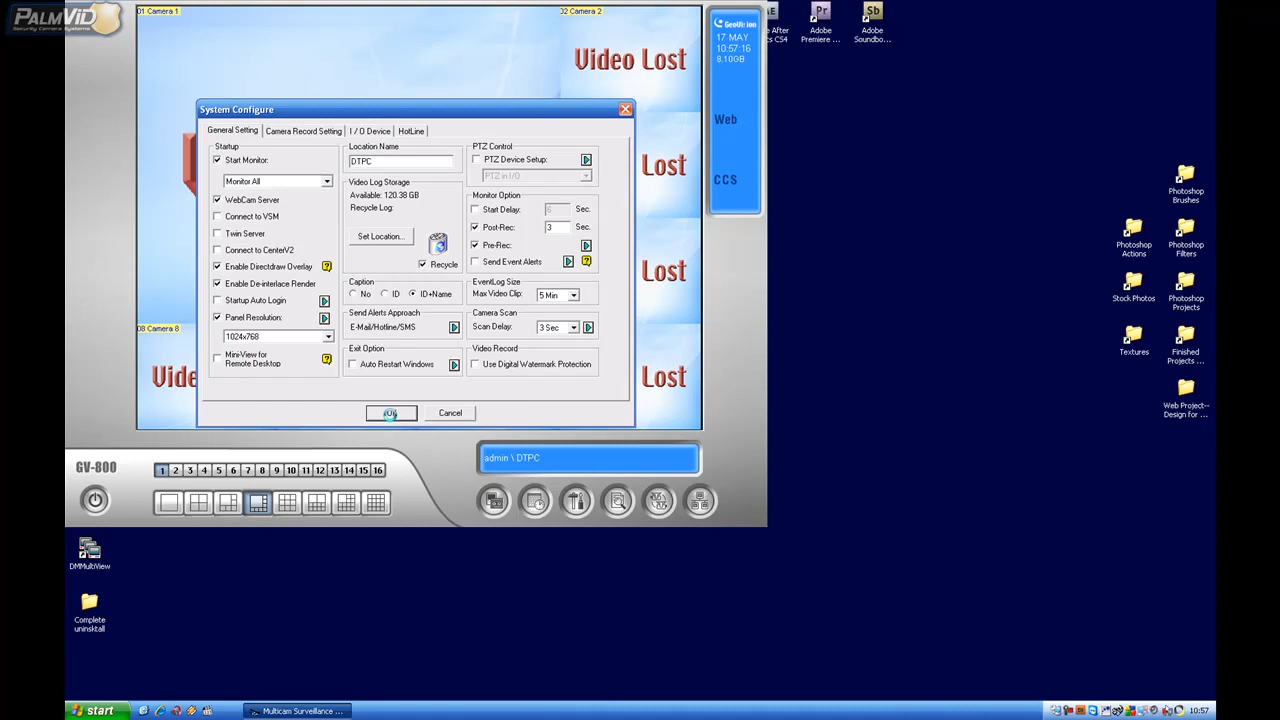 PALMVID
Security Camera Systems
01 Camera 1
02 Camera 2
Video Lost
GeoVision
17 MAY
10:57:16
8.10GB
Web
CCS
Lost
Lost
08 Camera 8
Video
Lost
System Configure
General Setting
Camera Record Setting
I / O Device
HotLine
Startup
Start Monitor:
Monitor All
WebCam Server
Connect to VSM
Twin Server
Connect to CenterV2
Enable Directdraw Overlay
Enable De-interlace Render
Startup Auto Login
Panel Resolution:
1024x768
Mini-View for
Remote Desktop
Location Name
DTPC
Video Log Storage
Available: 120.38 GB
Recycle Log:
Set Location...
Recycle
Caption
No
ID
ID+Name
Send Alerts Approach
E-Mail/Hotline/SMS
Exit Option
Auto Restart Windows
PTZ Control
PTZ Device Setup:
PTZ in I/O
Monitor Option
Start Delay:
Sec.
Post-Rec:
3
Sec.
Pre-Rec:
Send Event Alerts
EventLog Size
Max Video Clip:
5 Min
Camera Scan
Scan Delay:
3 Sec
Video Record
Use Digital Watermark Protection
Cancel
GV-800
1 2 3 4 5 6 7 8 9 10 11 12 13 14 15 16
admin \ DTPC
Adobe
Premiere ...
Adobe
Soundbo...
After
CS4
Photoshop
Brushes
Photoshop
Actions
Photoshop
Filters
Stock Photos
Photoshop
Projects
Textures
Finished
Projects ...
Web Project--
Design for ...
DMMultiView
Complete
uninsktall
start
Multicam Surveillance ...
10:57